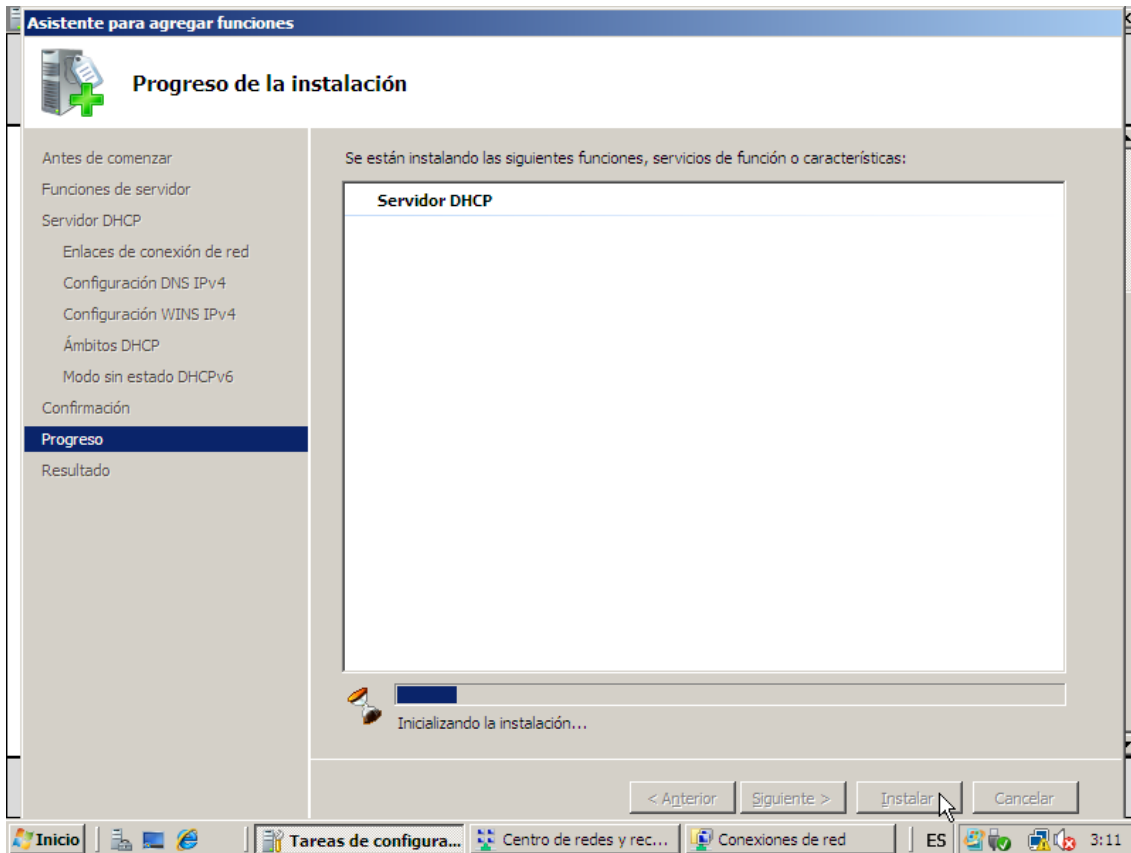 Asistente para agregar funciones
Progreso de la instalación
Antes de comenzar
Funciones de servidor
Servidor DHCP
Enlaces de conexión de red
Configuración DNS IPv4
Configuración WINS IPv4
Ámbitos DHCP
Modo sin estado DHCPv6
Confirmación
Progreso
Resultado
Se están instalando las siguientes funciones, servicios de función o características:
Servidor DHCP
Inicializando la instalación...
< Anterior
Siguiente >
Instalar
Cancelar
Inicio
Tareas de configura...
Centro de redes y rec...
Conexiones de red
ES
3:11